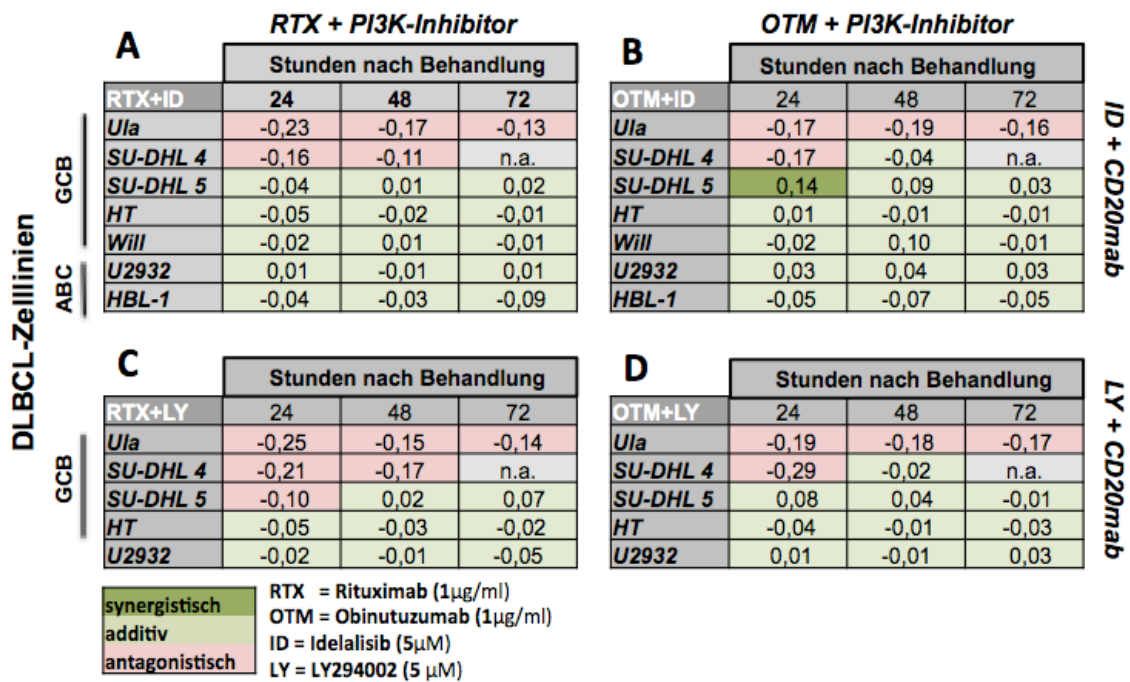 RTX + PI3K-Inhibitor
OTM + PI3K-Inhibitor
DLBCL-Zelllinien
A
Stunden nach Behandlung
RTX+ID 24 48 72
GCB
Ula -0,23 -0,17 -0,13
SU-DHL 4 -0,16 -0,11 n.a.
SU-DHL 5 -0,04 0,01 0,02
HT -0,05 -0,02 -0,01
Will -0,02 0,01 -0,01
ABC
U2932 0,01 -0,01 0,01
HBL-1 -0,04 -0,03 -0,09
B
Stunden nach Behandlung
OTM+ID 24 48 72
Ula -0,17 -0,19 -0,16
SU-DHL 4 -0,17 -0,04 n.a.
SU-DHL 5 0,14 0,09 0,03
HT 0,01 -0,01 -0,01
Will -0,02 0,10 -0,01
U2932 0,03 0,04 0,03
HBL-1 -0,05 -0,07 -0,05
ID + CD20mab
C
Stunden nach Behandlung
RTX+LY 24 48 72
GCB
Ula -0,25 -0,15 -0,14
SU-DHL 4 -0,21 -0,17 n.a.
SU-DHL 5 -0,10 0,02 0,07
HT -0,05 -0,03 -0,02
U2932 -0,02 -0,01 -0,05
D
Stunden nach Behandlung
OTM+LY 24 48 72
Ula -0,19 -0,18 -0,17
SU-DHL 4 -0,29 -0,02 n.a.
SU-DHL 5 0,08 0,04 -0,01
HT -0,04 -0,01 -0,03
U2932 0,01 -0,01 0,03
LY + CD20mab
synergistisch
additiv
antagonistisch
RTX = Rituximab (1µg/ml)
OTM = Obinutuzumab (1µg/ml)
ID = Idelalisib (5µM)
LY = LY294002 (5 µM)